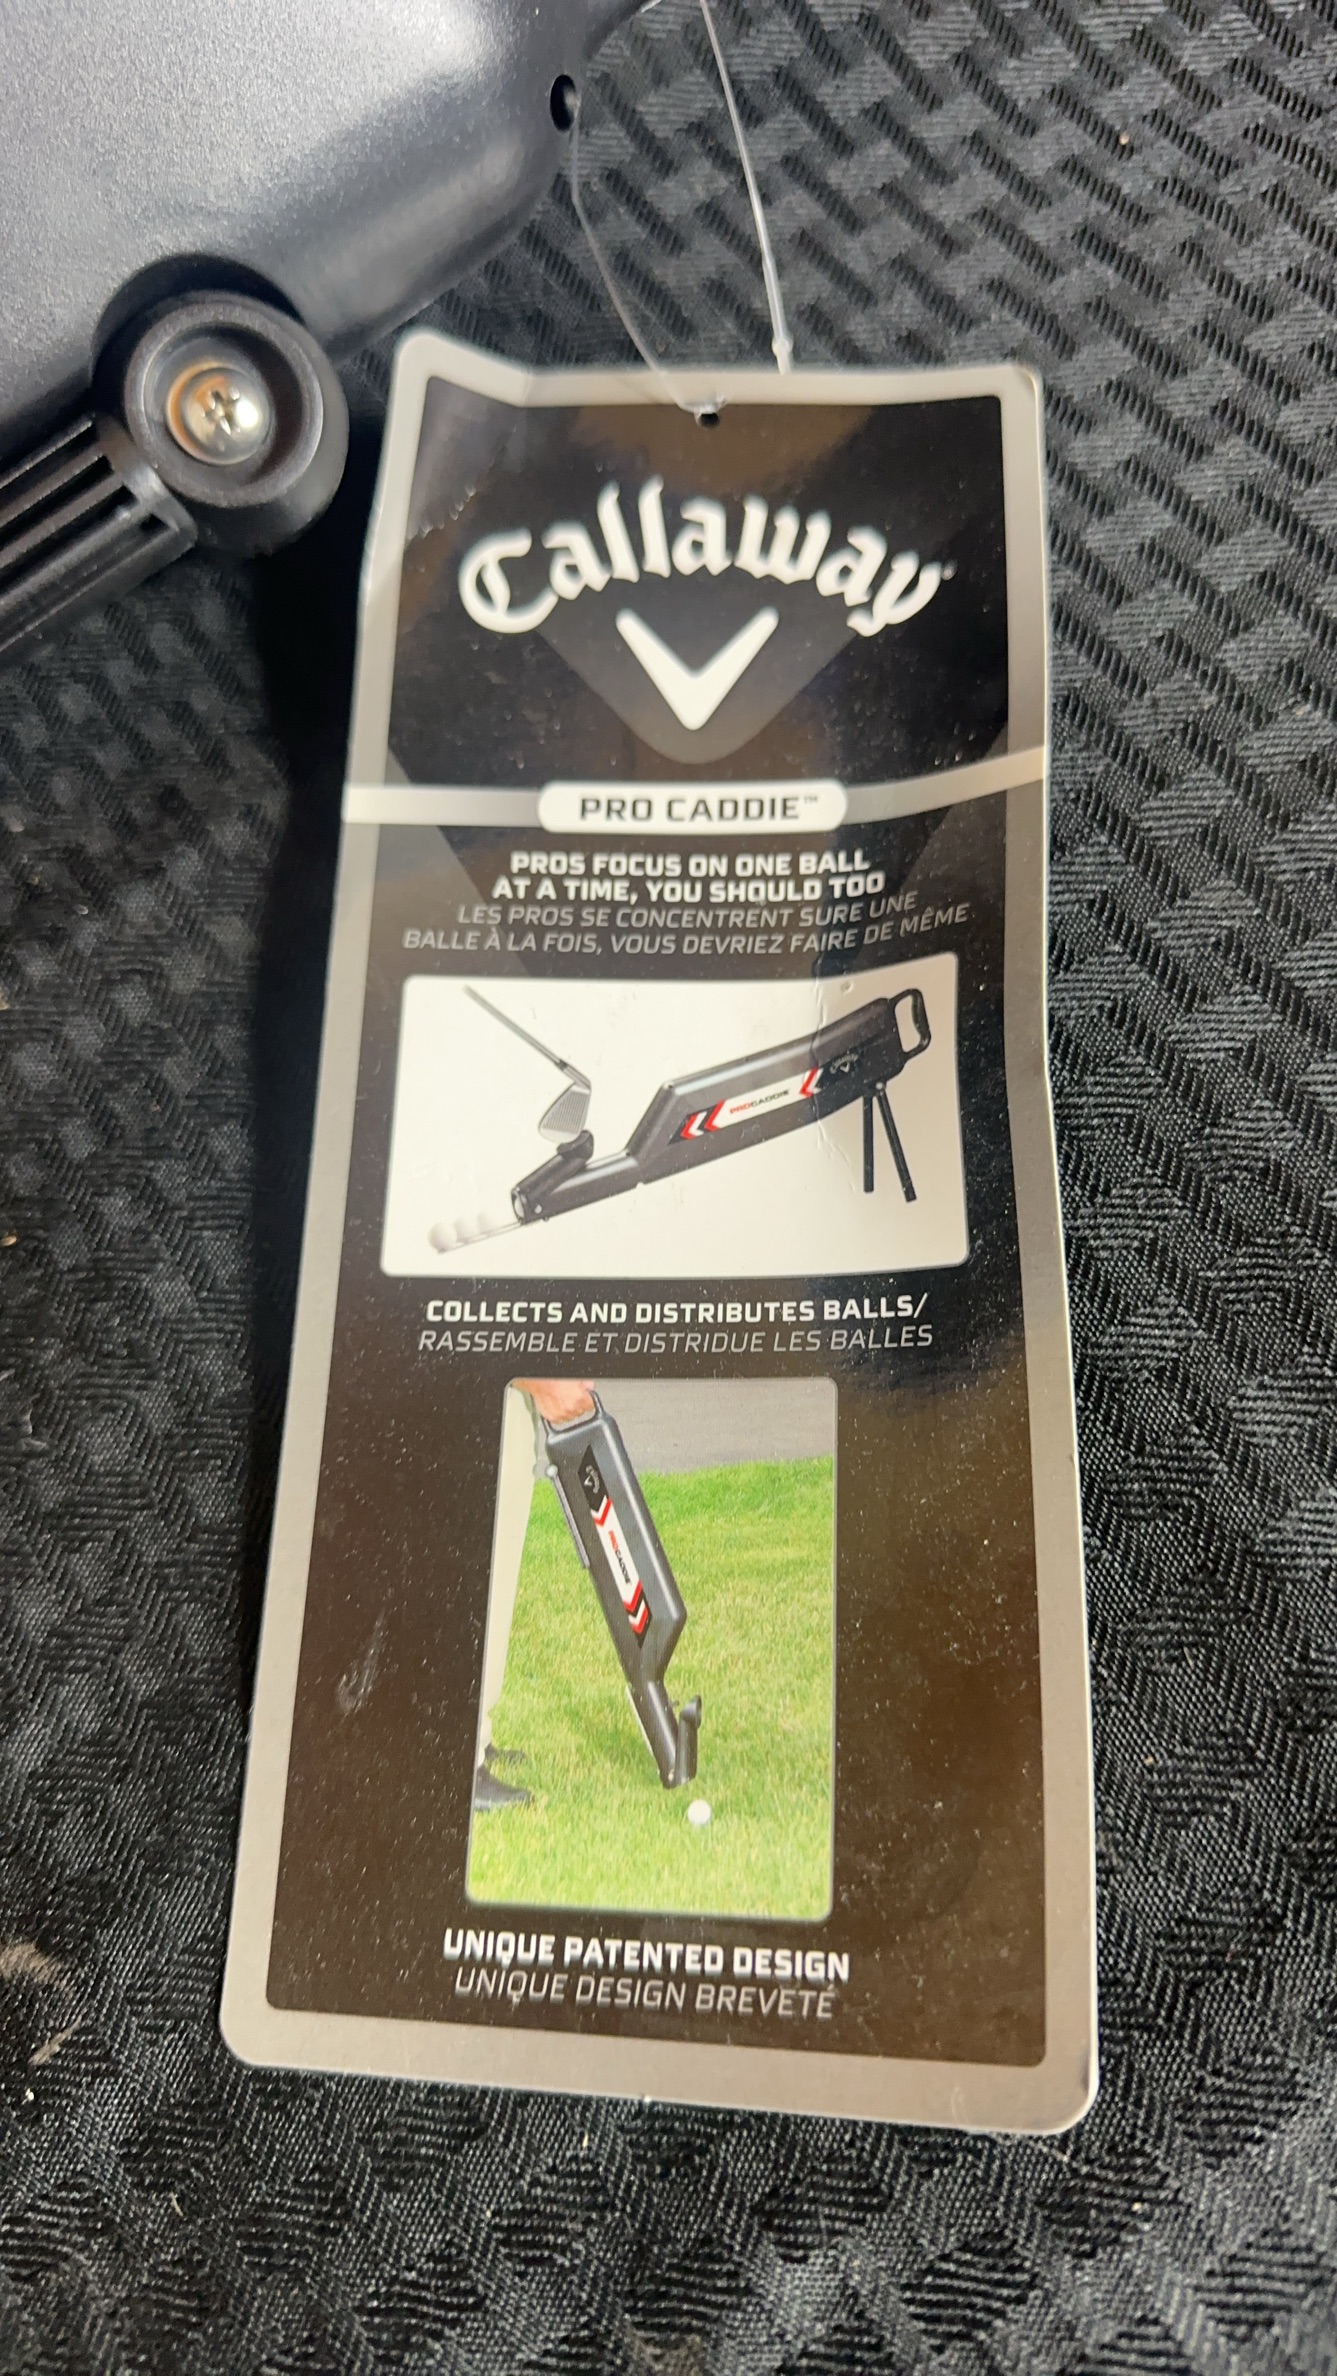 Callaway
PRO CADDIE™
PROS FOCUS ON ONE BALL
AT A TIME, YOU SHOULD TOO
LES PROS SE CONCENTRENT SURE UNE
BALLE À LA FOIS, VOUS DEVRIEZ FAIRE DE MÊME
PROCADDIE
COLLECTS AND DISTRIBUTES BALLS/
RASSEMBLE ET DISTRIDUE LES BALLES
PROCADDIE
UNIQUE PATENTED DESIGN
UNIQUE DESIGN BREVETÉ